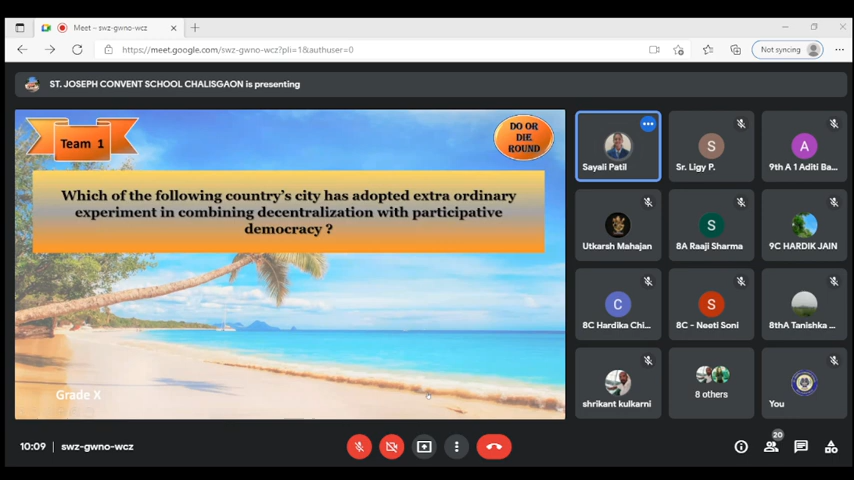 Meet – swz-gwno-wcz
https://meet.google.com/swz-gwno-wcz?pli=1&authuser=0
Not syncing
ST. JOSEPH CONVENT SCHOOL CHALISGAON is presenting
Team 1
DO OR
DIE
ROUND
Which of the following country's city has adopted extra ordinary
experiment in combining decentralization with participative
democracy ?
Grade X
Sayali Patil
S
Sr. Ligy P.
A
9th A 1 Aditi Ba...
Utkarsh Mahajan
S
8A Raaji Sharma
9C HARDIK JAIN
C
8C Hardika Chi...
S
8C - Neeti Soni
8thA Tanishka ...
shrikant kulkarni
8 others
You
10:09 | swz-gwno-wcz
20